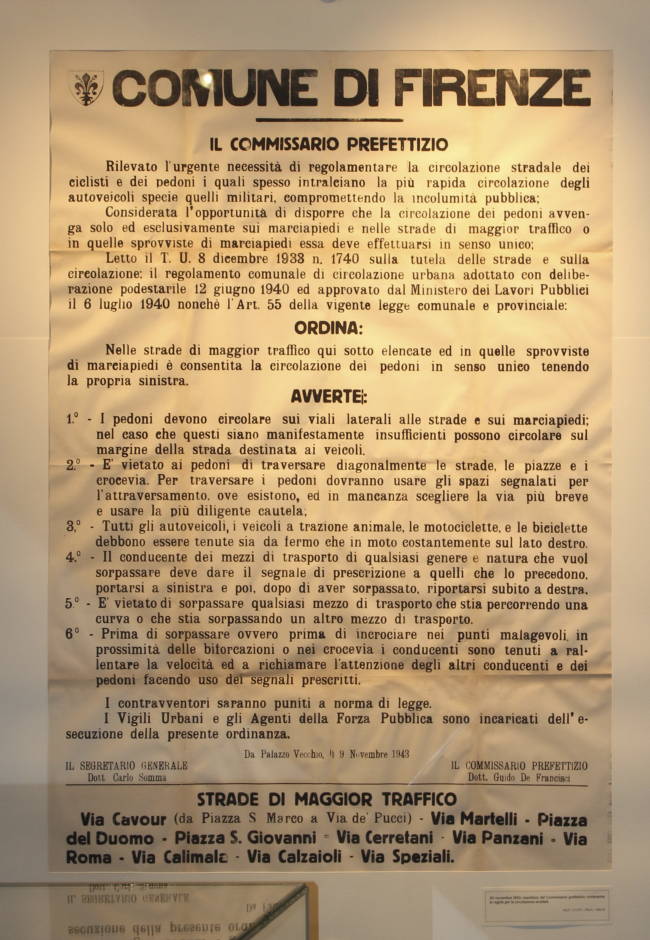 COMUNE DI FIRENZE
IL COMMISSARIO PREFETTIZIO
Rilevato l'urgente necessità di regolamentare la circolazione stradale dei
ciclisti e dei pedoni i quali spesso intralciano la più rapida circolazione degli
autoveicoli specie quelli militari, compromettendo la incolumità pubblica;
Considerata l'opportunità di disporre che la circolazione dei pedoni avven-
ga solo ed esclusivamente sui marciapiedi e nelle strade di maggior traffico o
in quelle sprovviste di marciapiedi essa deve effettuarsi in senso unico;
Letto il T. U. 8 dicembre 1933 n. 1740 sulla tutela delle strade e sulla
circolazione; il regolamento comunale di circolazione urbana adottato con delibe-
razione podestarile 12 giugno 1940 ed approvato dal Ministero dei Lavori Pubblici
il 6 luglio 1940 nonchè l'Art. 55 della vigente legge comunale e provinciale;
ORDINA:
Nelle strade di maggior traffico qui sotto elencate ed in quelle sprovviste
di marciapiedi è consentita la circolazione dei pedoni in senso unico tenendo
la propria sinistra.
AVVERTE:
1.° - I pedoni devono circolare sui viali laterali alle strade e sui marciapiedi;
nel caso che questi siano manifestamente insufficienti possono circolare sul
margine della strada destinata ai veicoli.
2.° - E' vietato ai pedoni di traversare diagonalmente le strade, le piazze e i
crocevia. Per traversare i pedoni dovranno usare gli spazi segnalati per
l'attraversamento, ove esistono, ed in mancanza scegliere la via più breve
e usare la più diligente cautela.
3.° - Tutti gli autoveicoli, i veicoli a trazione animale, le motociclette, e le biciclette
debbono essere tenute sia da fermo che in moto costantemente sul lato destro.
4.° - Il conducente dei mezzi di trasporto di qualsiasi genere e natura che vuol
sorpassare deve dare il segnale di prescrizione a quelli che lo precedono,
portarsi a sinistra e poi, dopo di aver sorpassato, riportarsi subito a destra.
5° - E' vietato di sorpassare qualsiasi mezzo di trasporto che stia percorrendo una
curva o che stia sorpassando un altro mezzo di trasporto.
6° - Prima di sorpassare ovvero prima di incrociare nei punti malagevoli, in
prossimità delle biforcazioni o nei crocevia i conducenti sono tenuti a ral-
lentare la velocità ed a richiamare l'attenzione degli altri conducenti e dei
pedoni facendo uso dei segnali prescritti.
I contravventori saranno puniti a norma di legge.
I Vigili Urbani e gli Agenti della Forza Pubblica sono incaricati dell'e-
secuzione della presente ordinanza.
Da Palazzo Vecchio, li 9 Novembre 1943
IL SEGRETARIO GENERALE
Dott. Carlo Somma
IL COMMISSARIO PREFETTIZIO
Dott. Guido De Francisci
STRADE DI MAGGIOR TRAFFICO
Via Cavour (da Piazza S Marco a Via de' Pucci) - Via Martelli - Piazza
del Duomo - Piazza S. Giovanni - Via Cerretani - Via Panzani - Via
Roma - Via Calimala - Via Calzaioli - Via Speziali.